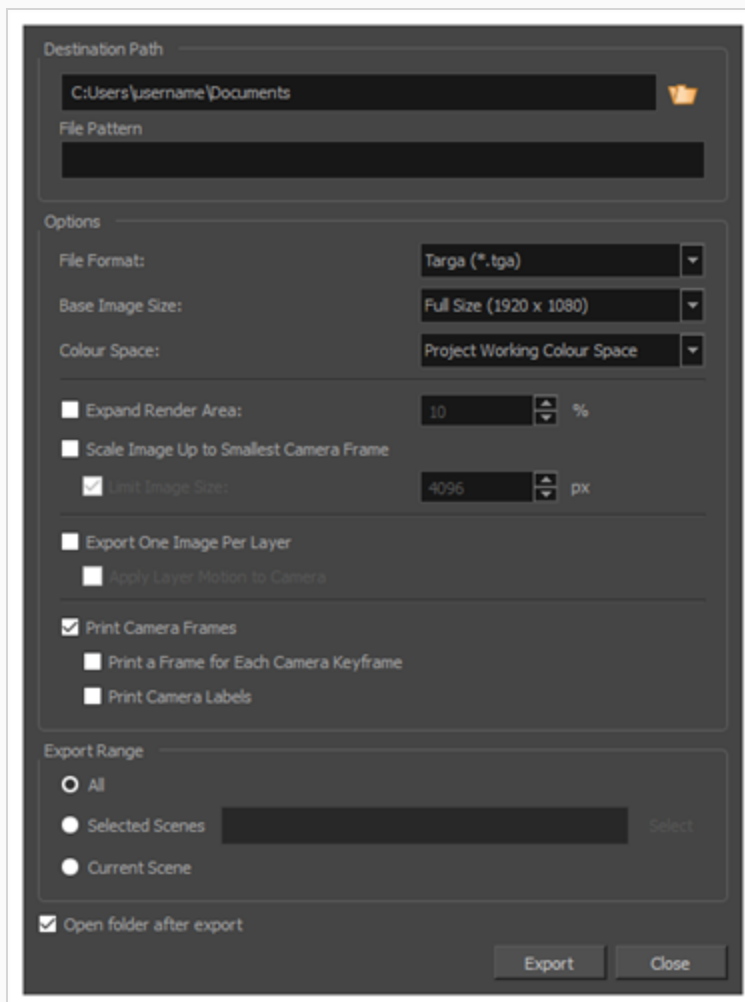 Destination Path
C:Users\username\Documents
File Pattern
Options
File Format:
Targa (*.tga)
Base Image Size:
Full Size (1920 x 1080)
Colour Space:
Project Working Colour Space
Expand Render Area:
10
%
Scale Image Up to Smallest Camera Frame
Limit Image Size:
4096
px
Export One Image Per Layer
Apply Layer Motion to Camera
Print Camera Frames
Print a Frame for Each Camera Keyframe
Print Camera Labels
Export Range
All
Selected Scenes
Select
Current Scene
Open folder after export
Export
Close